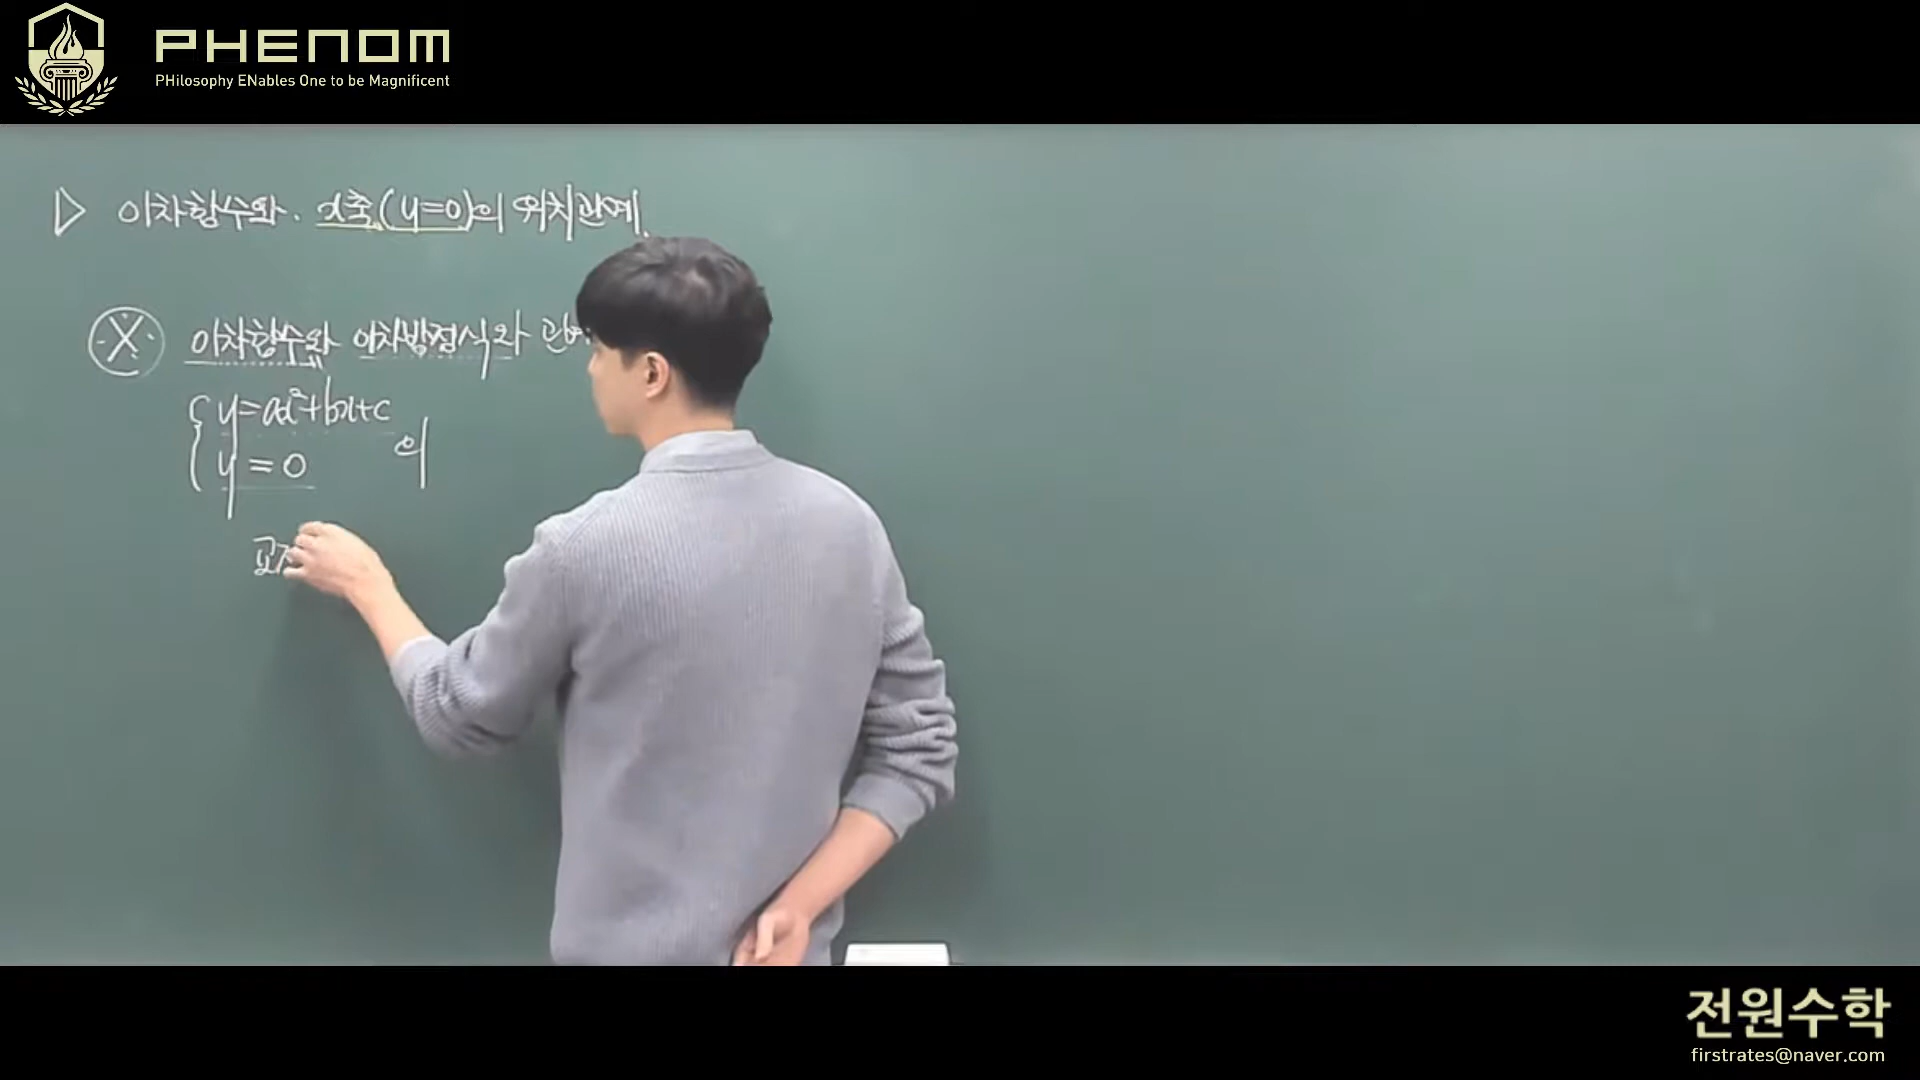 PHENOM
PHilosophy ENables One to be Magnificent
▷ 이차함수와 x축(y=0)의 위치관계.
※ 이차함수와 이차방정식과 관계
y=ax²+bx+c
y=0 의
교
전원수학
firstrates@naver.com